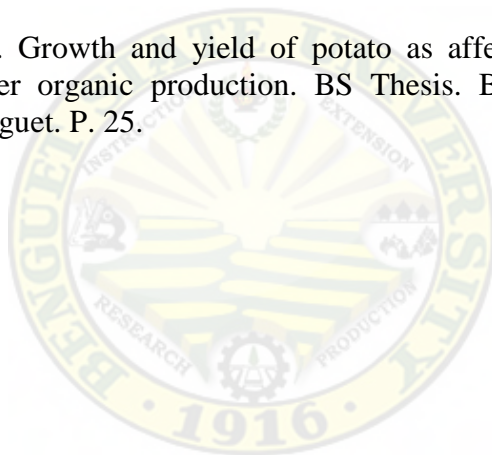 . Growth and yield of potato as affe
er organic production. BS Thesis. B
guet. P. 25.
BENGUET STATE UNIVERSITY
INSTRUCTION
EXTENSION
RESEARCH
PRODUCTION
1916